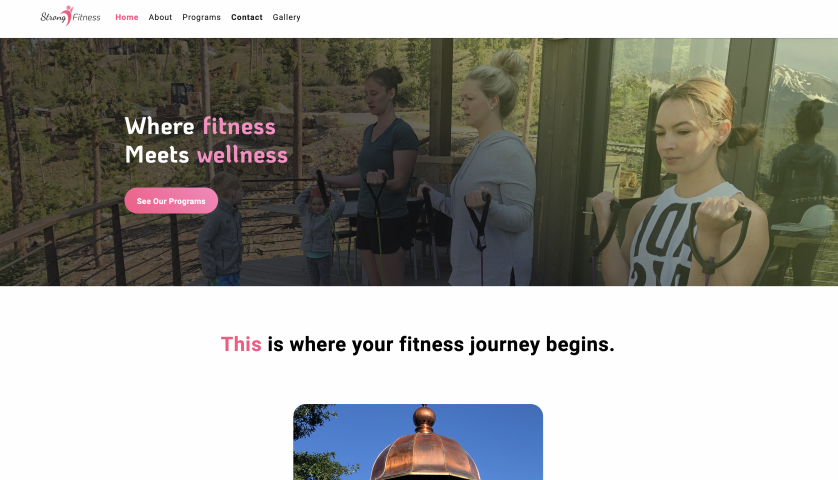 Strong Fitness
Home About Programs Contact Gallery
Where fitness
Meets wellness
See Our Programs
This is where your fitness journey begins.